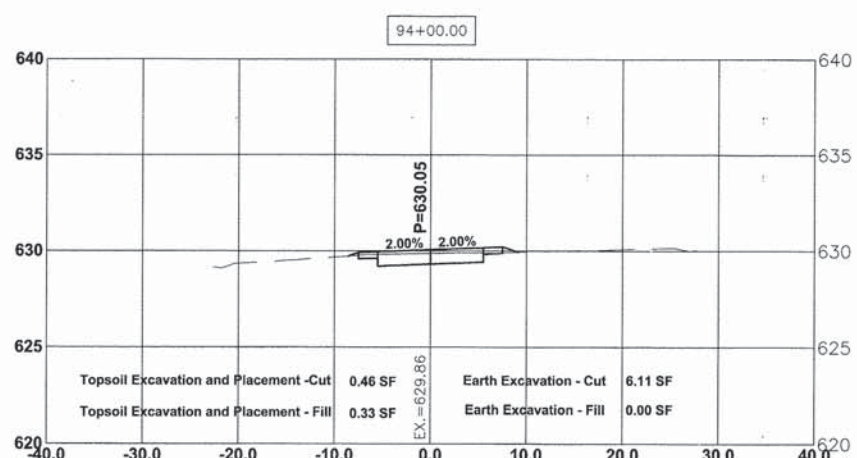 94+00.00
640 640
635 635
P=630.05
2.00% 2.00%
630 630
625 625
EX.=629.86
Topsoil Excavation and Placement -Cut 0.46 SF Earth Excavation - Cut 6.11 SF
Topsoil Excavation and Placement - Fill 0.33 SF Earth Excavation - Fill 0.00 SF
620 620
-40.0 -30.0 -20.0 -10.0 0.0 10.0 20.0 30.0 40.0